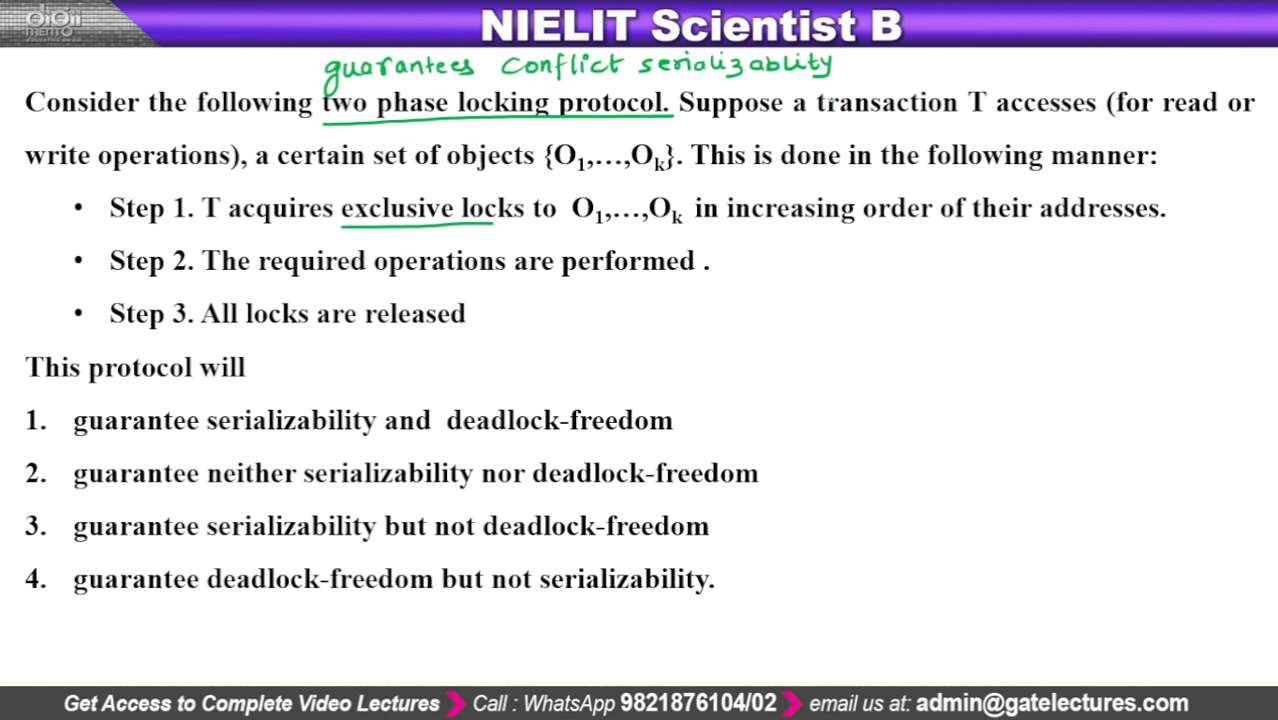 digii
mento
EDUCATING ON GO
NIELIT Scientist B
guarantees conflict serializablity
Consider the following two phase locking protocol. Suppose a transaction T accesses (for read or
write operations), a certain set of objects {O1,…,Ok}. This is done in the following manner:
• Step 1. T acquires exclusive locks to O1,…,Ok in increasing order of their addresses.
• Step 2. The required operations are performed .
• Step 3. All locks are released
This protocol will
1. guarantee serializability and deadlock-freedom
2. guarantee neither serializability nor deadlock-freedom
3. guarantee serializability but not deadlock-freedom
4. guarantee deadlock-freedom but not serializability.
Get Access to Complete Video Lectures Call : WhatsApp 9821876104/02 email us at: admin@gatelectures.com